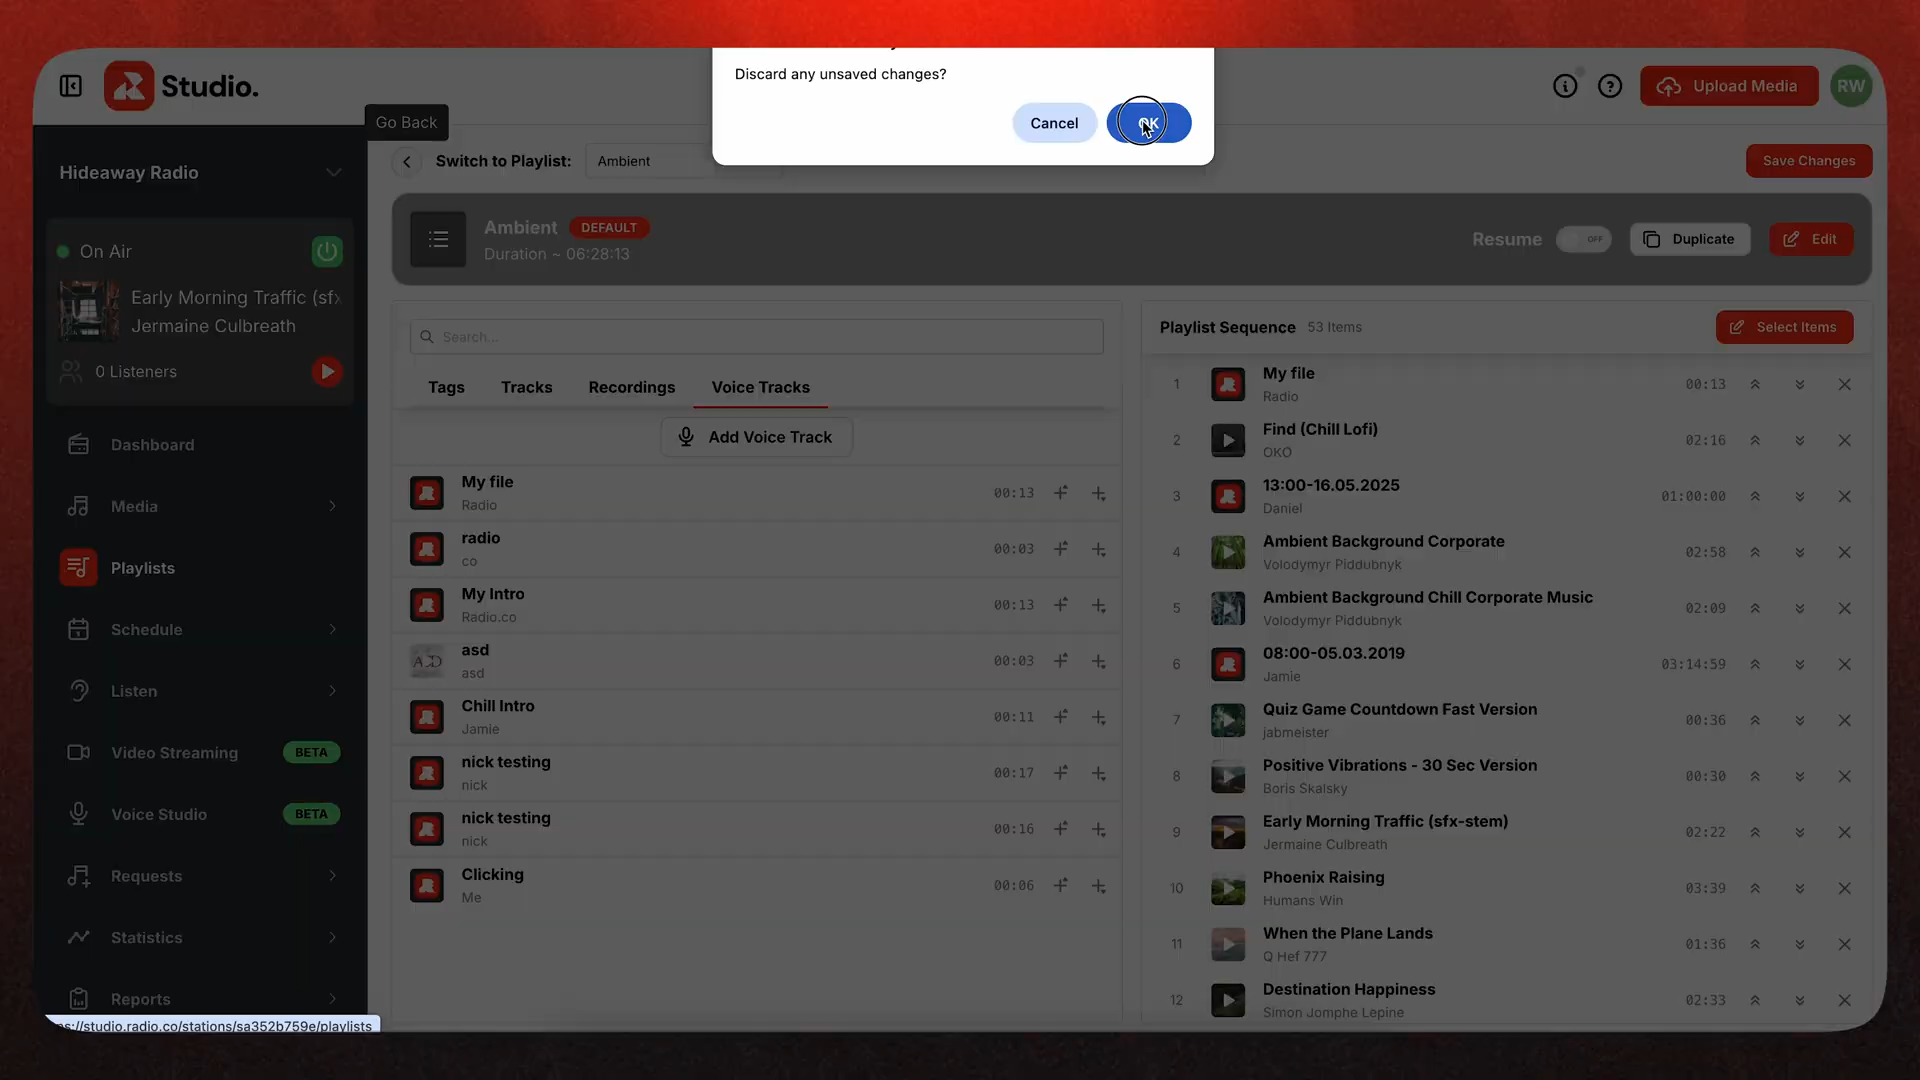 Studio.
Go Back
Discard any unsaved changes?
Cancel
OK
Upload Media
RW
Hideaway Radio
Switch to Playlist:
Ambient
Save Changes
On Air
Early Morning Traffic (sfx
Jermaine Culbreath
0 Listeners
Dashboard
Media
Playlists
Schedule
Listen
Video Streaming BETA
Voice Studio BETA
Requests
Statistics
Reports
s://studio.radio.co/stations/sa352b759e/playlists
Ambient DEFAULT
Duration ~ 06:28:13
Resume OFF
Duplicate
Edit
Search...
Tags Tracks Recordings Voice Tracks
Add Voice Track
My file 00:13
Radio
radio 00:03
co
My Intro 00:13
Radio.co
ASD
asd 00:03
asd
Chill Intro 00:11
Jamie
nick testing 00:17
nick
nick testing 00:16
nick
Clicking 00:06
Me
Playlist Sequence 53 Items
Select Items
1 My file 00:13
Radio
2 Find (Chill Lofi) 02:16
OKO
3 13:00-16.05.2025 01:00:00
Daniel
4 Ambient Background Corporate 02:58
Volodymyr Piddubnyk
5 Ambient Background Chill Corporate Music 02:09
Volodymyr Piddubnyk
6 08:00-05.03.2019 03:14:59
Jamie
7 Quiz Game Countdown Fast Version 00:36
jabmeister
8 Positive Vibrations - 30 Sec Version 00:30
Boris Skalsky
9 Early Morning Traffic (sfx-stem) 02:22
Jermaine Culbreath
10 Phoenix Raising 03:39
Humans Win
11 When the Plane Lands 01:36
Q Hef 777
12 Destination Happiness 02:33
Simon Jomphe Lepine